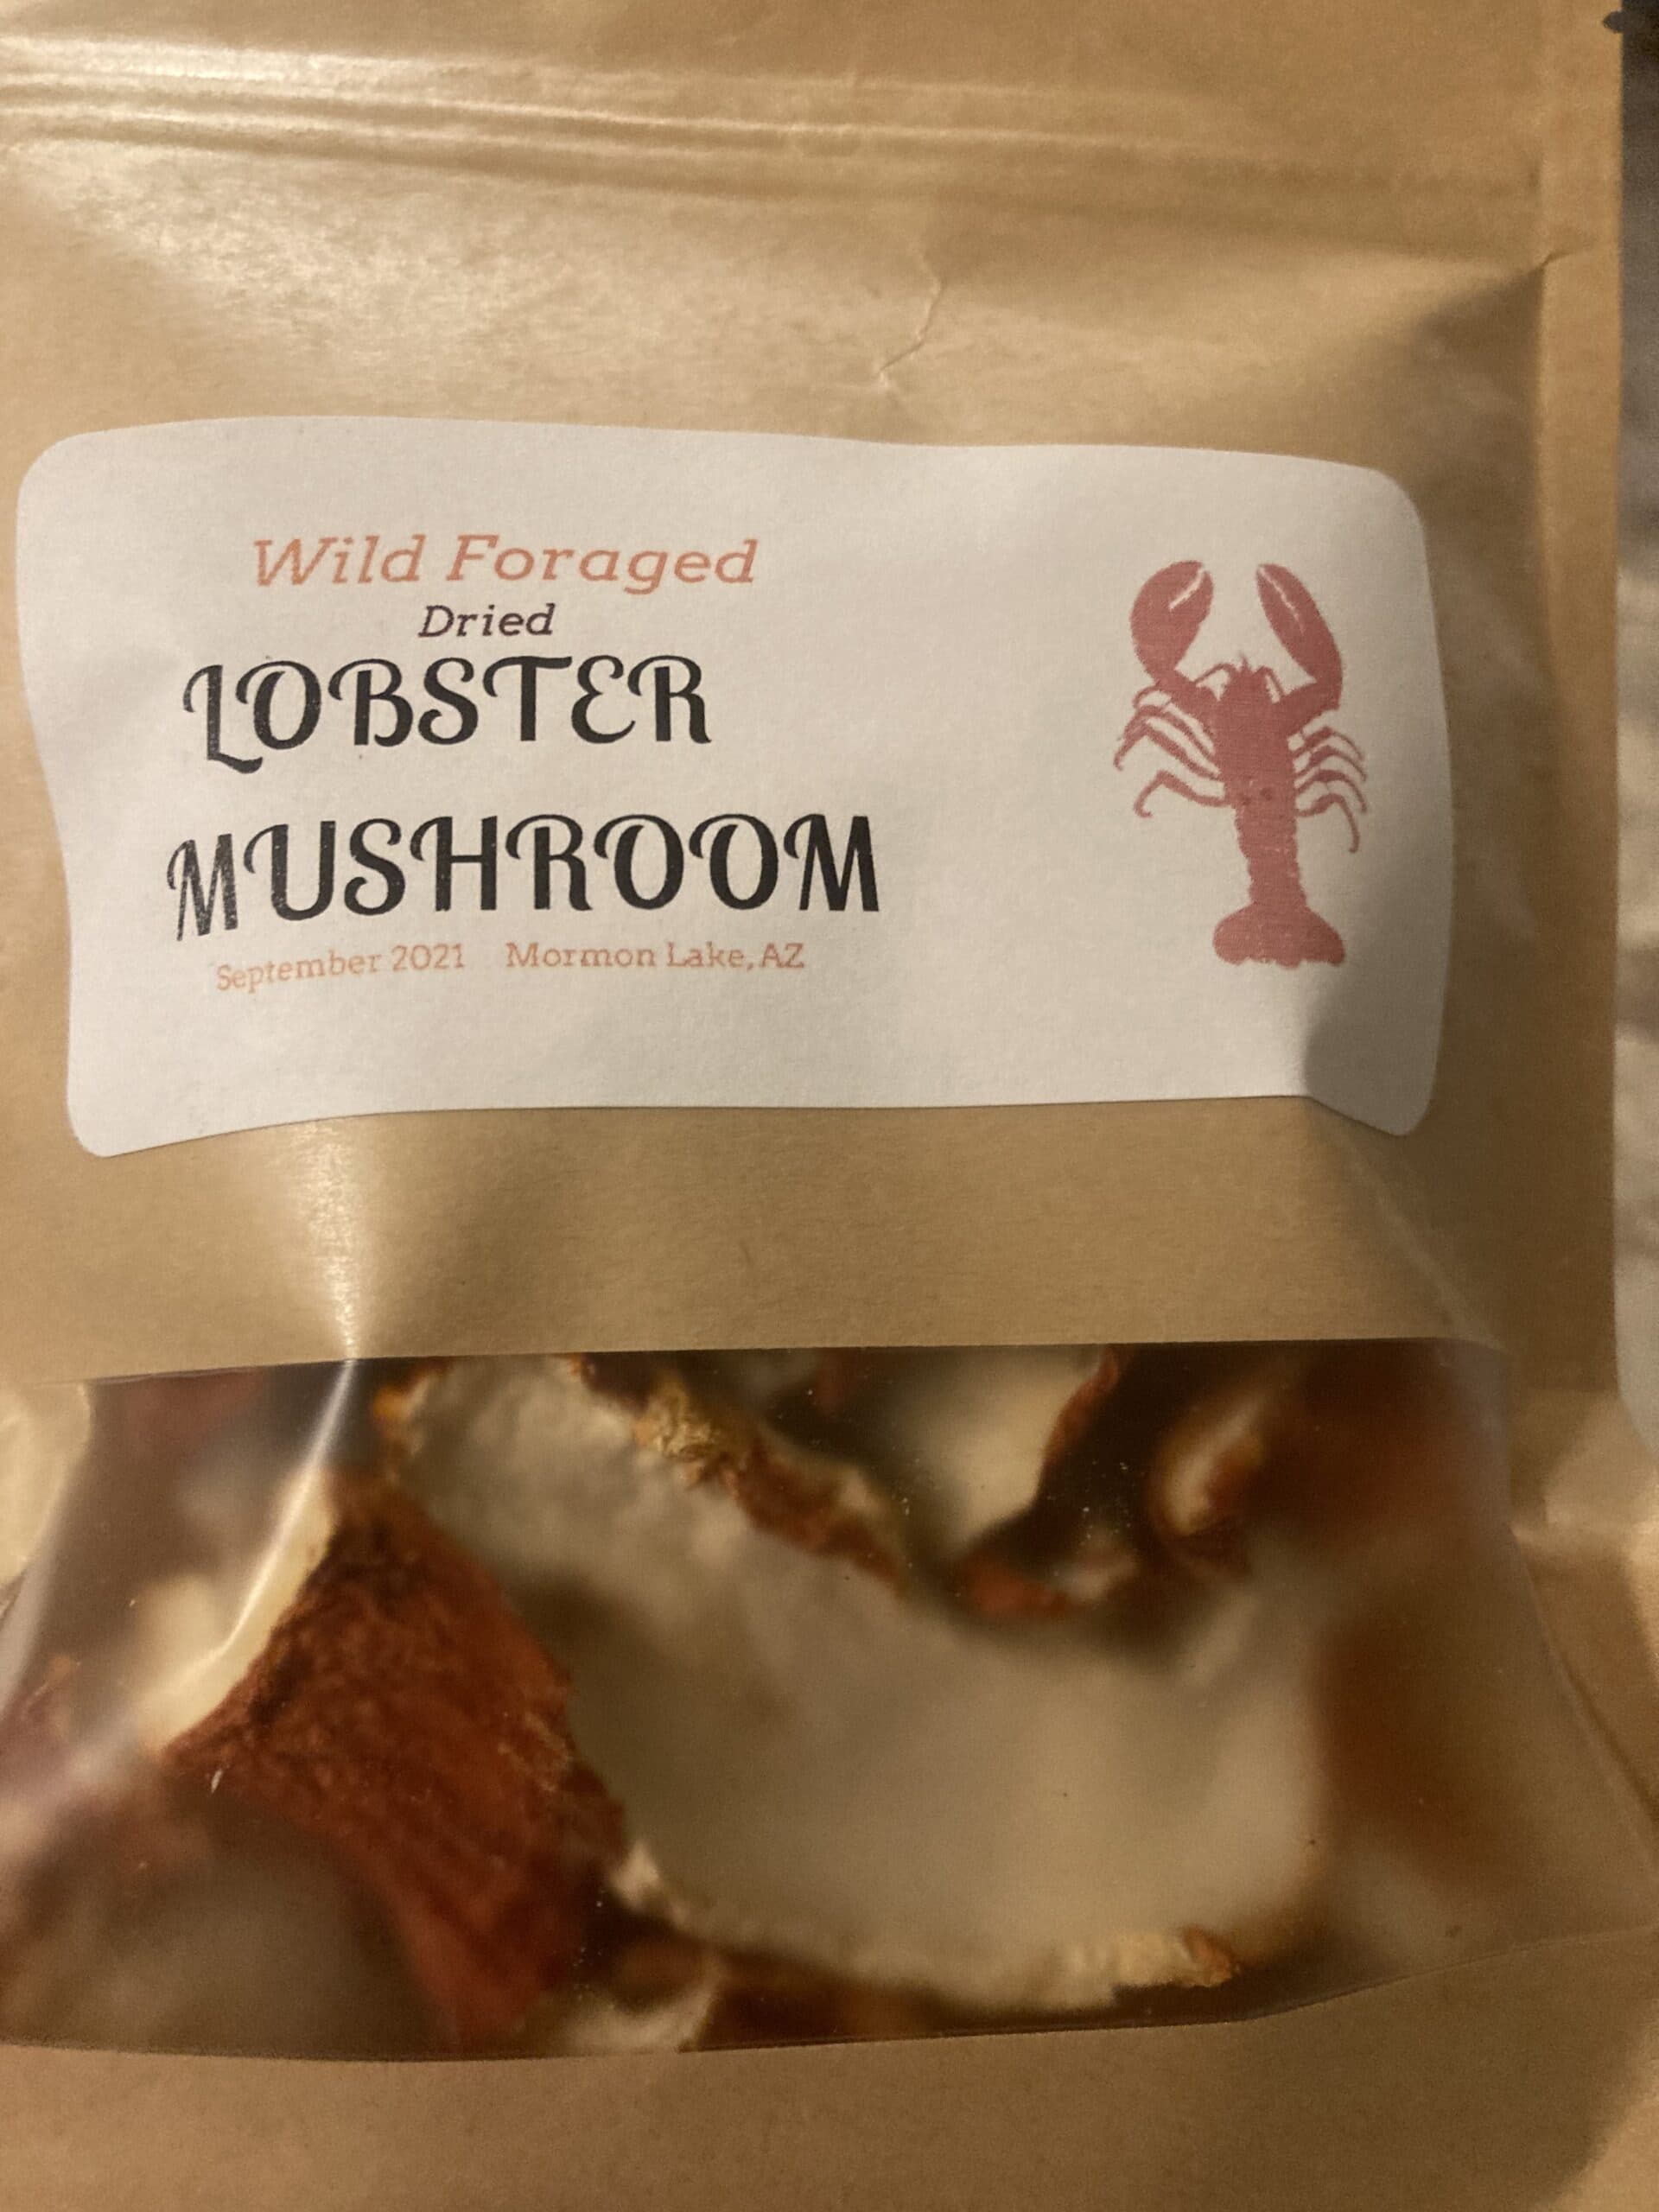 Wild Foraged
Dried
LOBSTER
MUSHROOM
September 2021 Mormon Lake, AZ